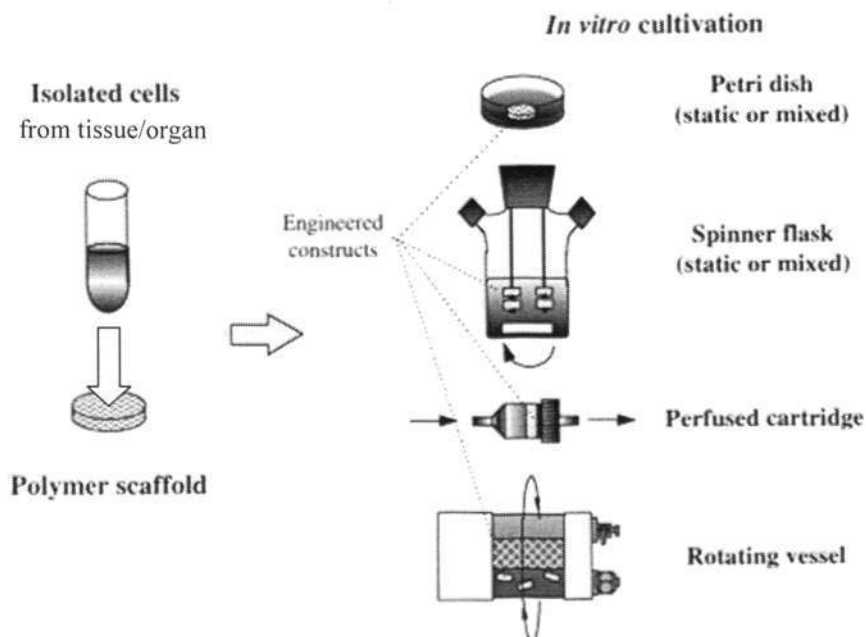 In vitro cultivation
Isolated cells
from tissue/organ
Petri dish
(static or mixed)
Engineered
constructs
Spinner flask
(static or mixed)
Perfused cartridge
Polymer scaffold
Rotating vessel